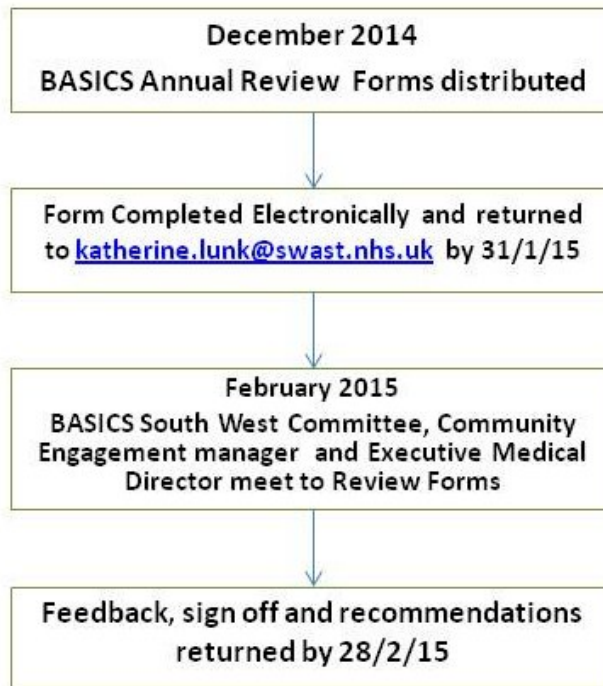 December 2014
BASICS Annual Review Forms distributed
Form Completed Electronically and returned
to katherine.lunk@swast.nhs.uk by 31/1/15
February 2015
BASICS South West Committee, Community
Engagement manager and Executive Medical
Director meet to Review Forms
Feedback, sign off and recommendations
returned by 28/2/15